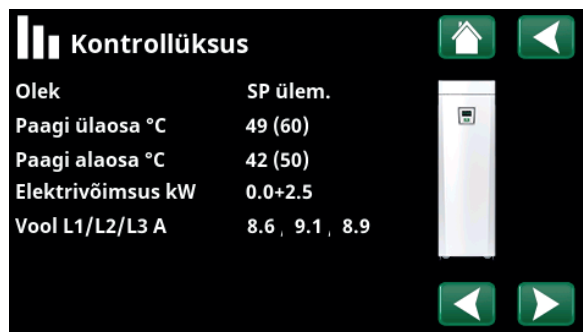 Kontrollüksus
Olek SP ülem.
Paagi ülaosa °C 49 (60)
Paagi alaosa °C 42 (50)
Elektrivõimsus kW 0.0+2.5
Vool L1/L2/L3 A 8.6 , 9.1 , 8.9